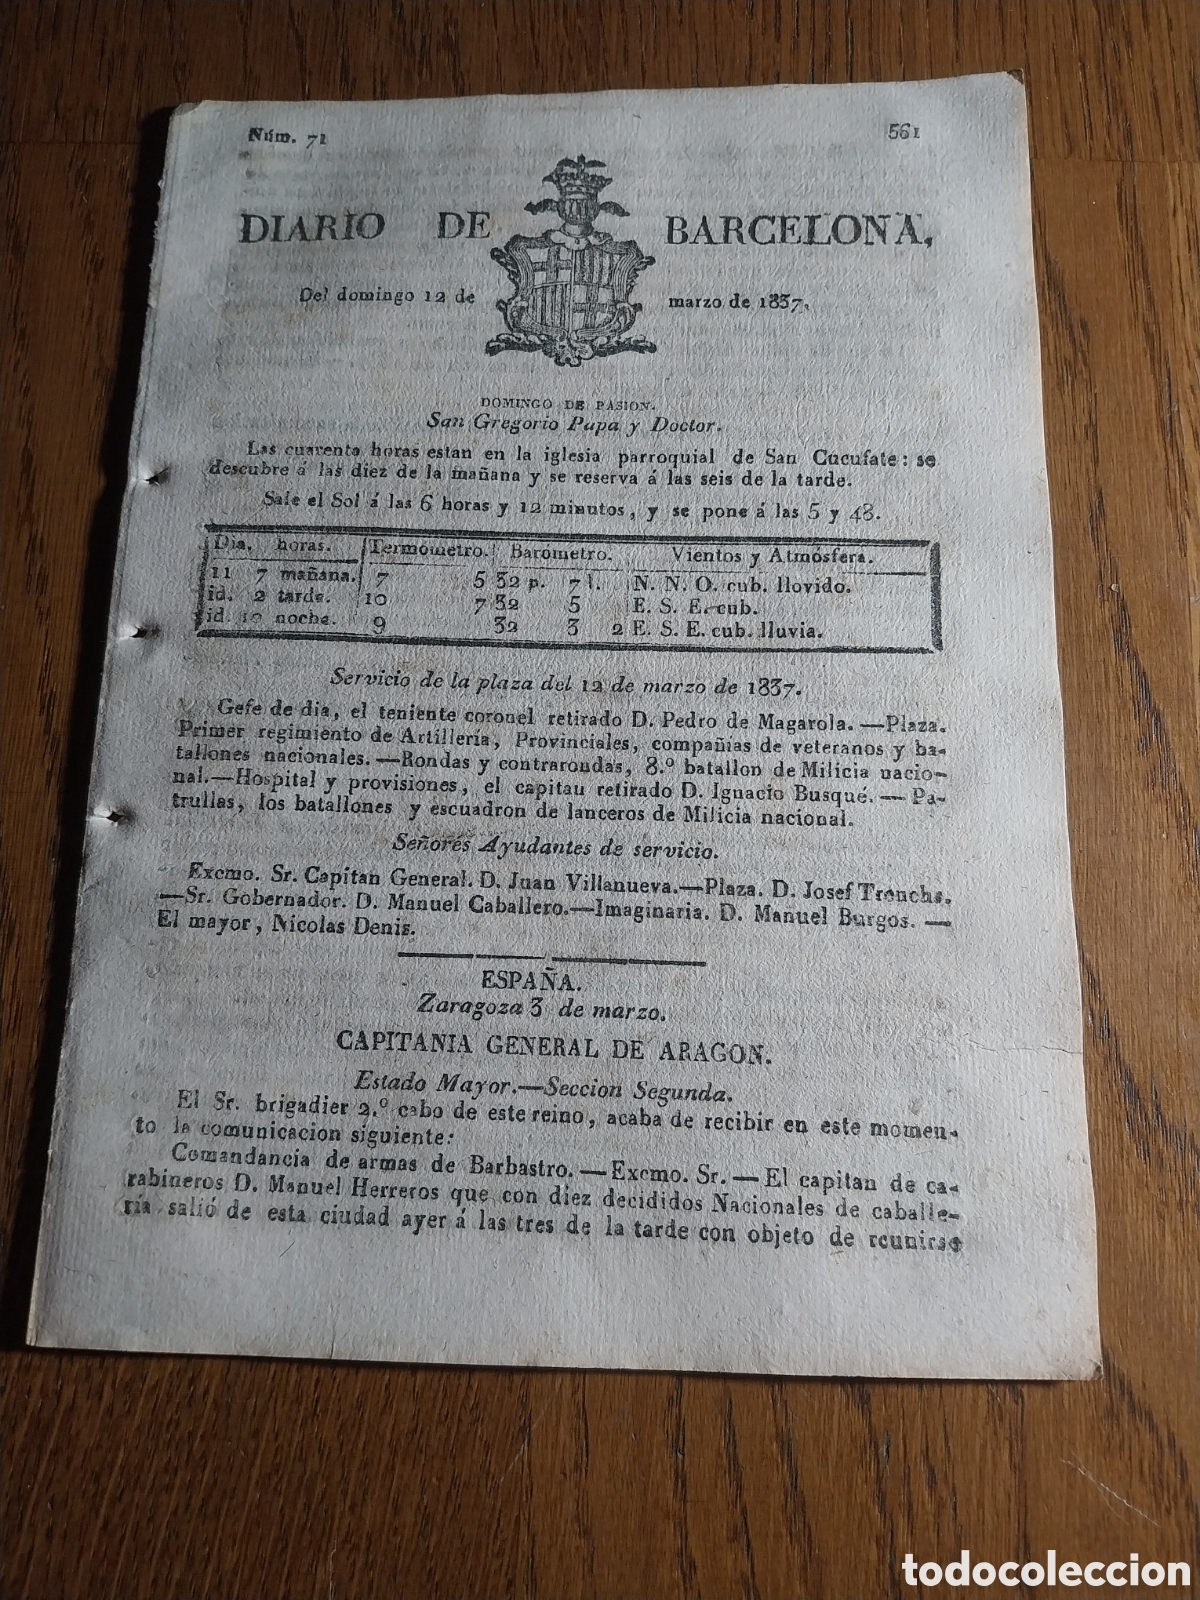 Núm. 71 561
DIARIO DE BARCELONA,
Del domingo 12 de marzo de 1837.
DOMINGO DE PASION.
San Gregorio Papa y Doctor.
Las cuarenta horas estan en la iglesia parroquial de San Cucufate: se
descubre á las diez de la mañana y se reserva á las seis de la tarde.
Sale el Sol á las 6 horas y 12 minutos, y se pone á las 5 y 48.
Dia. horas. Termómetro. Barómetro. Vientos y Atmósfera.
11 7 mañana. 7 5 32 p. 7 l. N. N. O. cub. llovido.
id. 2 tarde. 10 7 32 5 E. S. E. cub.
id. 10 noche. 9 32 3 2 E. S. E. cub. lluvia.
Servicio de la plaza del 12 de marzo de 1837.
Gefe de dia, el teniente coronel retirado D. Pedro de Magarola. —Plaza.
Primer regimiento de Artillería, Provinciales, compañias de veteranos y ba-
tallones nacionales. —Rondas y contrarondas, 8.º batallon de Milicia nacio-
nal.—Hospital y provisiones, el capitan retirado D. Ignacio Busqué. — Pa-
trullas, los batallones y escuadron de lanceros de Milicia nacional.
Señores Ayudantes de servicio.
Excmo. Sr. Capitan General. D. Juan Villanueva.—Plaza. D. Josef Tronchs.
—Sr. Gobernador. D. Manuel Caballero.—Imaginaria. D. Manuel Burgos. —
El mayor, Nicolas Denis.
ESPAÑA.
Zaragoza 3 de marzo.
CAPITANIA GENERAL DE ARAGON.
Estado Mayor.—Seccion Segunda.
El Sr. brigadier 2.º cabo de este reino, acaba de recibir en este momen-
to la comunicacion siguiente:
Comandancia de armas de Barbastro. — Excmo. Sr. — El capitan de ca-
rabineros D. Manuel Herreros que con diez decididos Nacionales de caballe-
ría salió de esta ciudad ayer á las tres de la tarde con objeto de reunirse
todocoleccion